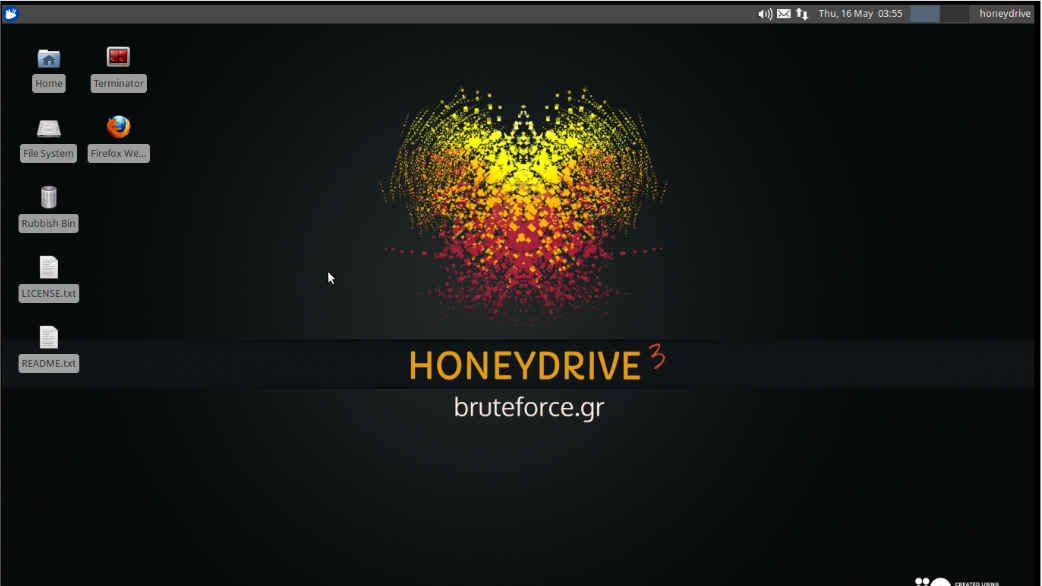 Thu, 16 May 03:55
honeydrive
Home
Terminator
File System
Firefox We...
Rubbish Bin
LICENSE.txt
README.txt
HONEYDRIVE 3
bruteforce.gr
CREATED USING